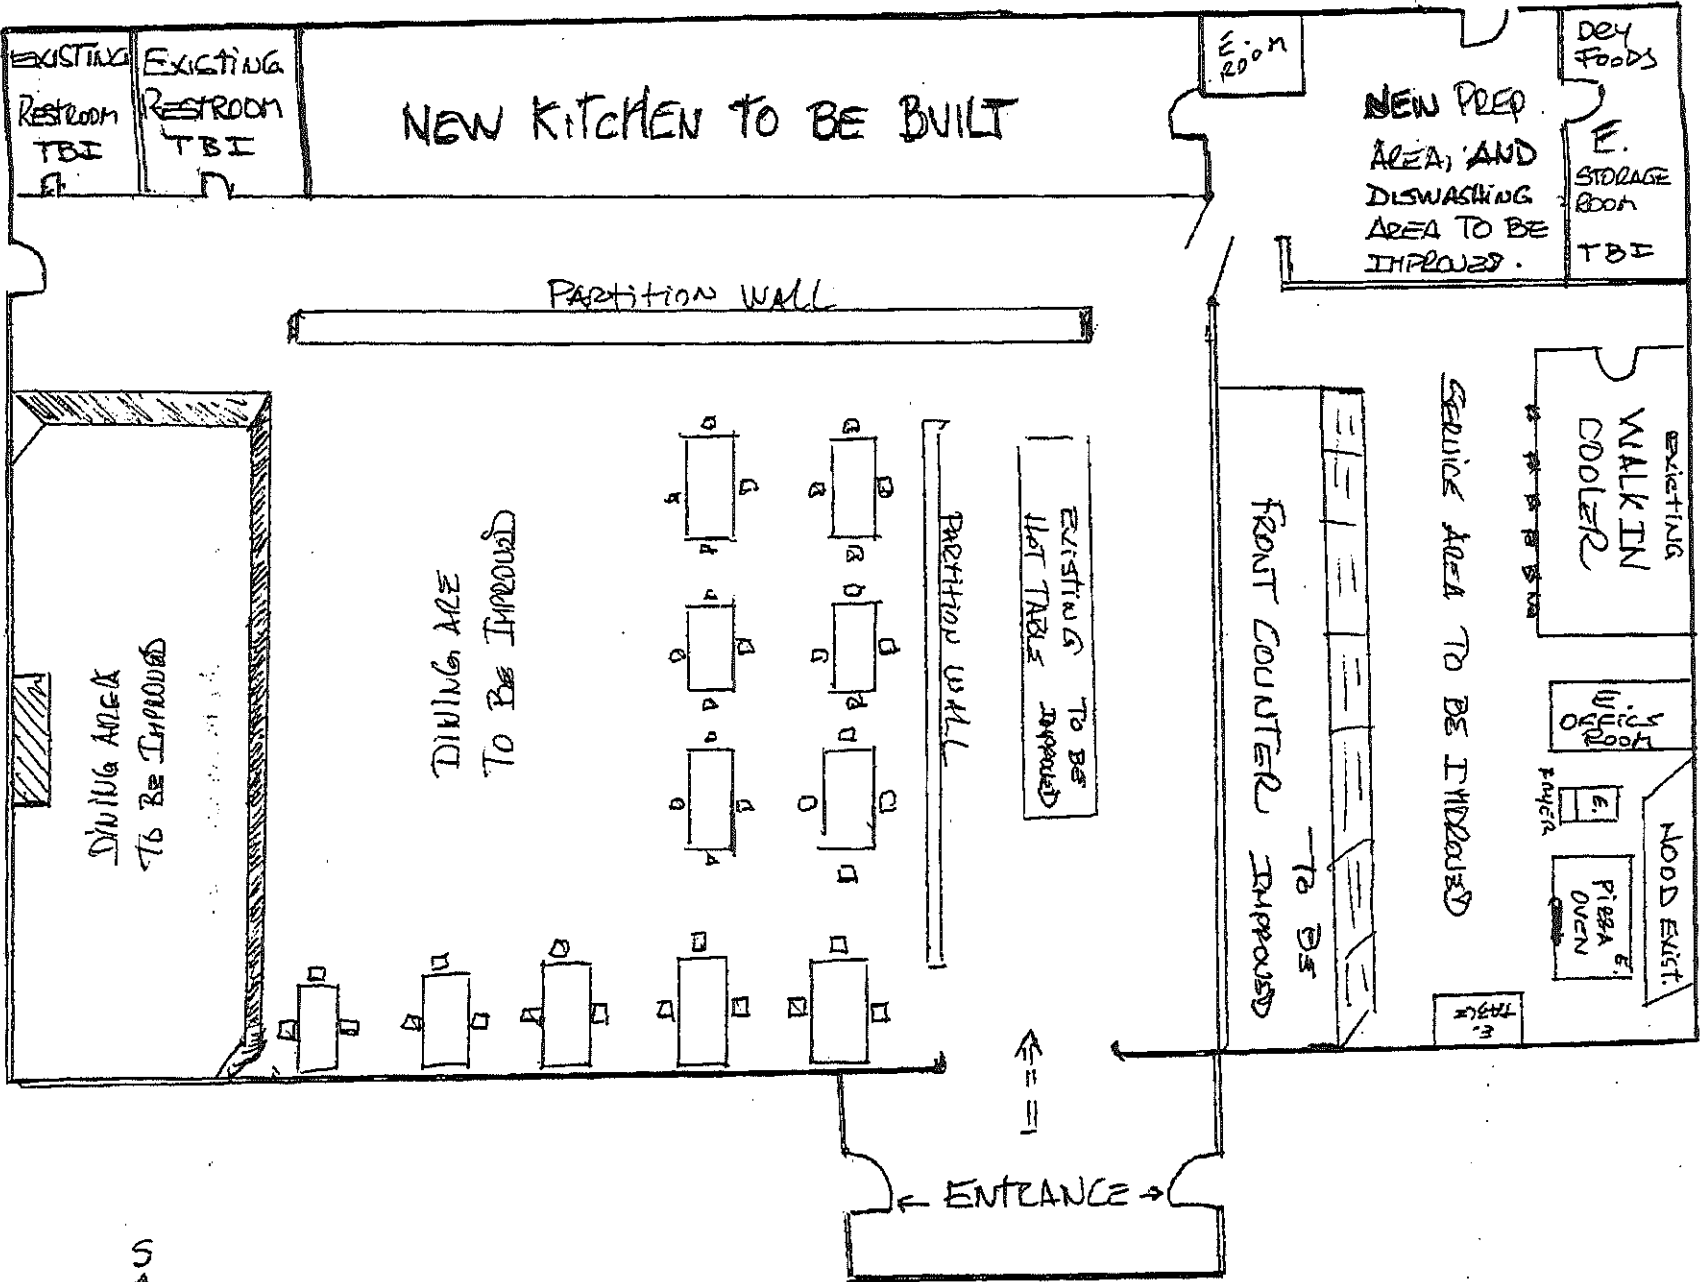 EXISTING
RESTROOM
TBI
EXISTING
RESTROOM
TBI
NEW KITCHEN TO BE BUILT
E.
ROOM
NEW PREP
AREA, AND
DISWASHING
AREA TO BE
IMPROVED.
DRY
FOODS
E.
STORAGE
ROOM
TBI
PARTITION WALL
DINING AREA
TO BE IMPROVED
DINING ARE
TO BE IMPROVED
PARTITION WALL
EXISTING TO BE
HOT TABLE IMPROVED
FRONT COUNTER TO BE
IMPROVED
SERVICE AREA TO BE IMPROVED
EXISTING
WALK IN
COOLER
E.
OFFICE
ROOM
E.
FRYER
PIZZA E.
OVEN
HOOD EXIST.
E.
TABLE
← ENTRANCE →
S